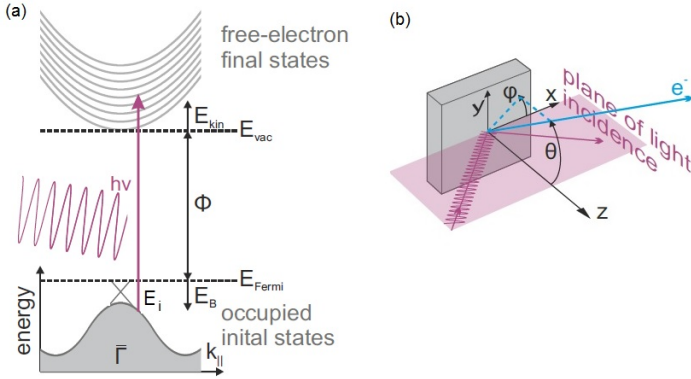 (a)
free-electron
final states
E_kin
E_vac
hν
Φ
E_Fermi
E_i
E_B
occupied
inital states
energy
Γ̄
k_||
(b)
φ
x
y
e⁻
plane of light
incidence
θ
z